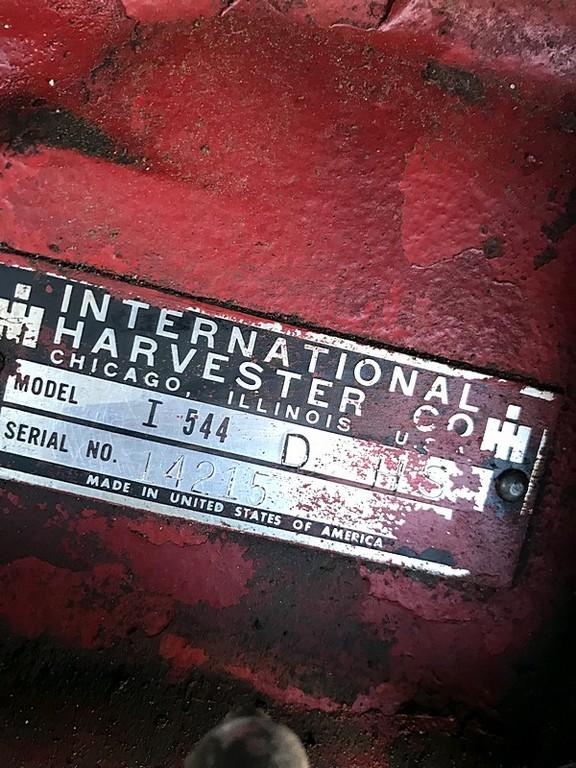 INTERNATIONAL
HARVESTER CO
CHICAGO, ILLINOIS
MODEL I 544 D
SERIAL NO. 14215
MADE IN UNITED STATES OF AMERICA